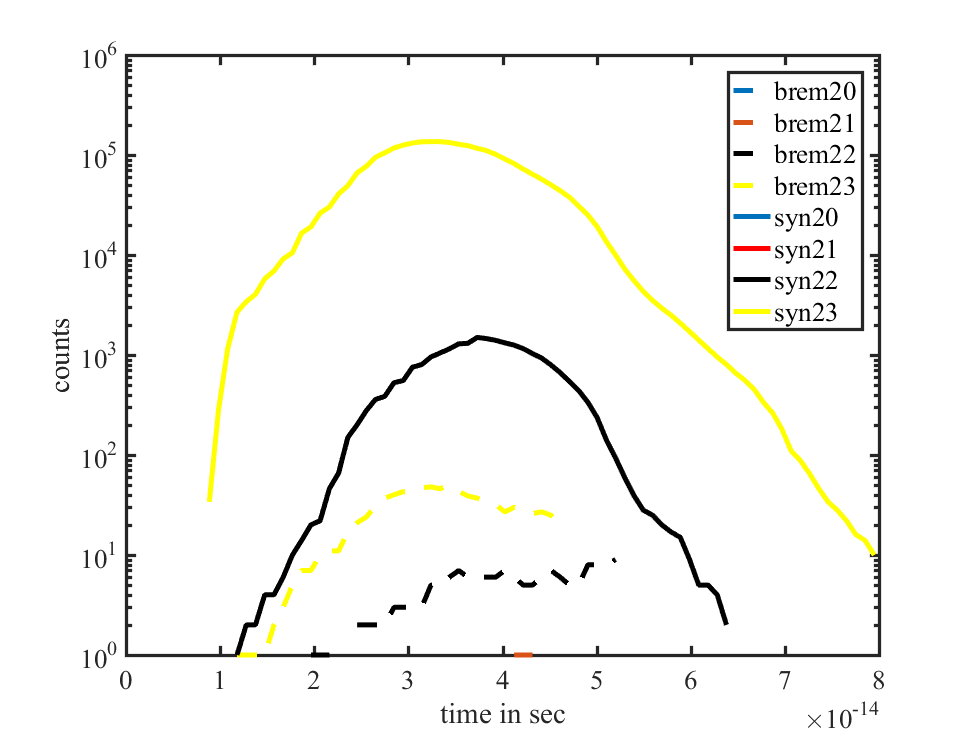 10^6
10^5
10^4
10^3
10^2
10^1
10^0
counts
brem20
brem21
brem22
brem23
syn20
syn21
syn22
syn23
0 1 2 3 4 5 6 7 8
time in sec
×10^-14